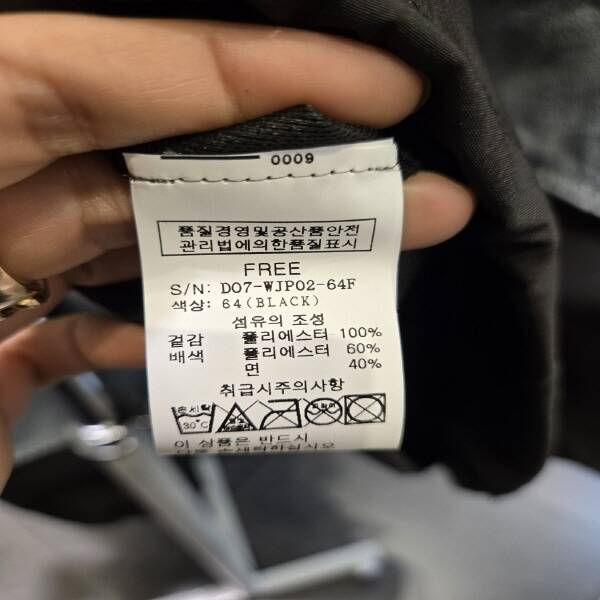 0009
품질경영및공산품안전
관리법에의한품질표시
FREE
S/N: D07-WJP02-64F
색상: 64(BLACK)
섬유의 조성
겉감 폴리에스터 100%
배색 폴리에스터 60%
면 40%
취급시주의사항
손세탁
30℃
이 상품은 반드시